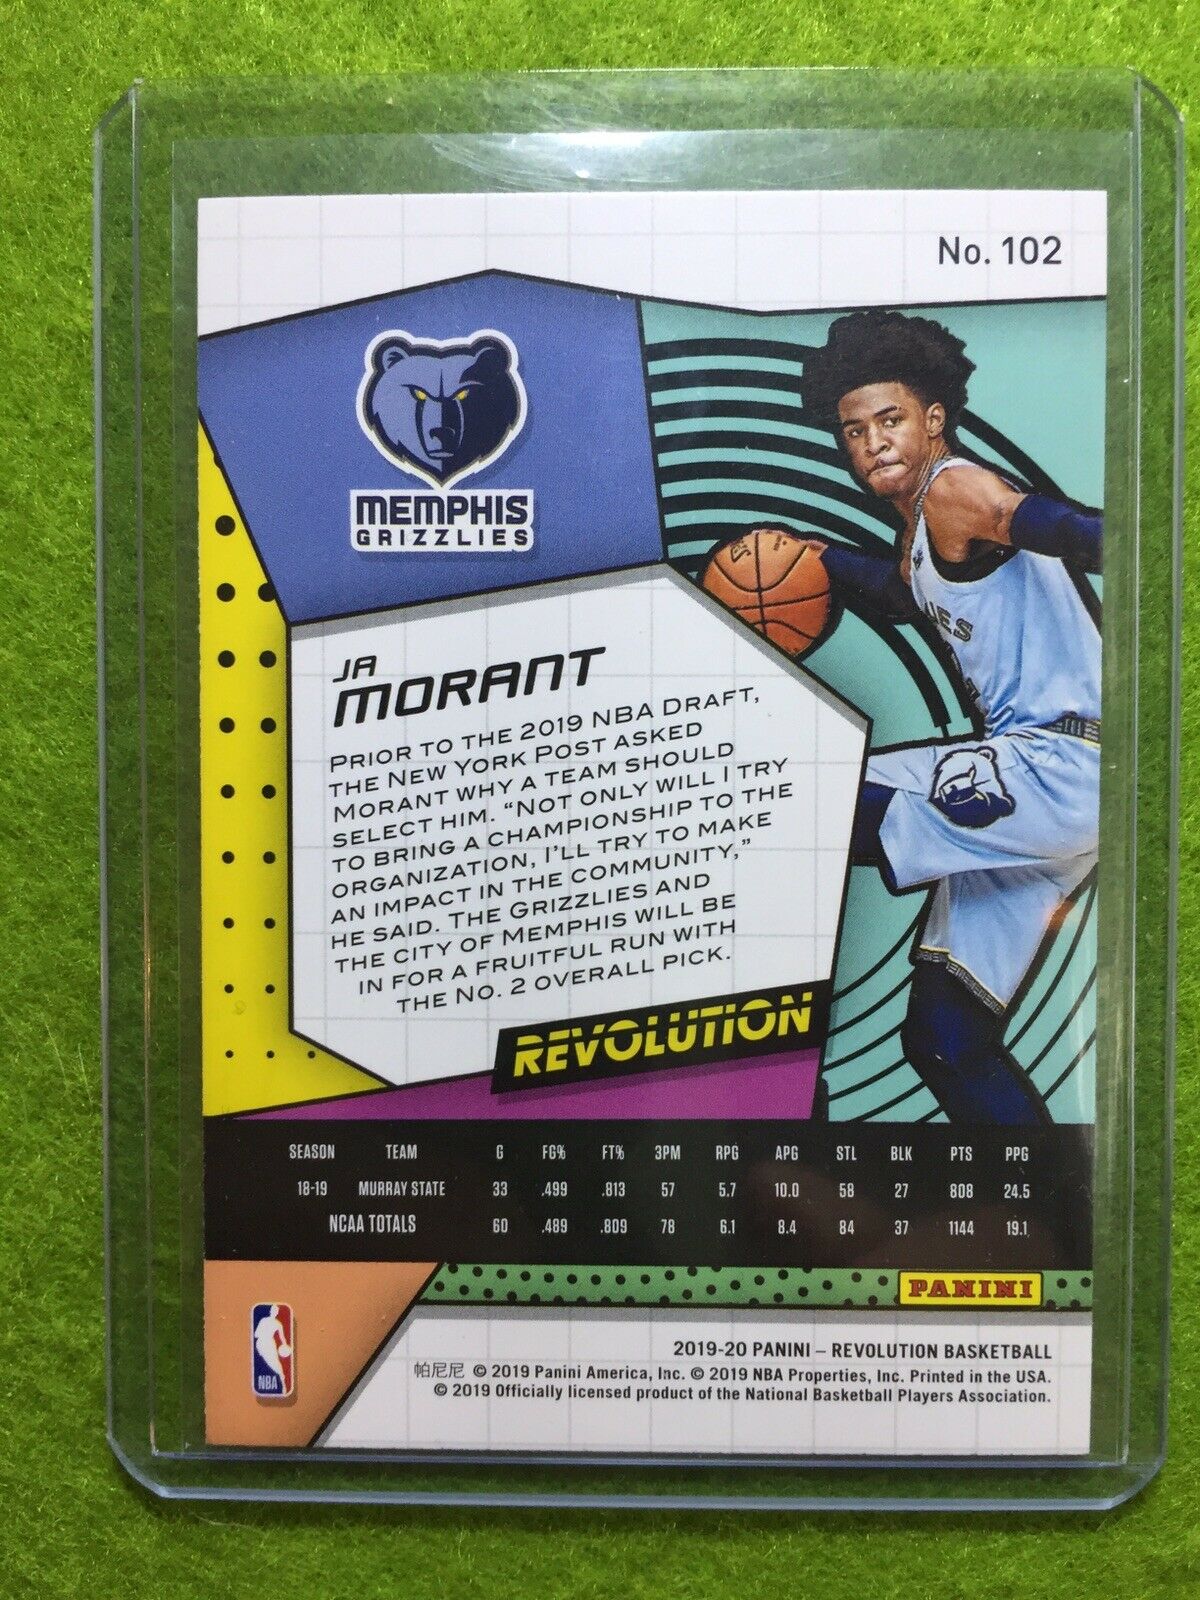 No. 102
MEMPHIS
GRIZZLIES
JA
MORANT
PRIOR TO THE 2019 NBA DRAFT,
THE NEW YORK POST ASKED
MORANT WHY A TEAM SHOULD
SELECT HIM. “NOT ONLY WILL I TRY
TO BRING A CHAMPIONSHIP TO THE
ORGANIZATION, I’LL TRY TO MAKE
AN IMPACT IN THE COMMUNITY,”
HE SAID. THE GRIZZLIES AND
THE CITY OF MEMPHIS WILL BE
IN FOR A FRUITFUL RUN WITH
THE NO. 2 OVERALL PICK.
REVOLUTION
SEASON TEAM G FG% FT% 3PM RPG APG STL BLK PTS PPG
18-19 MURRAY STATE 33 .499 .813 57 5.7 10.0 58 27 808 24.5
NCAA TOTALS 60 .489 .809 78 6.1 8.4 84 37 1144 19.1
PANINI
NBA
2019-20 PANINI – REVOLUTION BASKETBALL
帕尼尼 © 2019 Panini America, Inc. © 2019 NBA Properties, Inc. Printed in the USA.
© 2019 Officially licensed product of the National Basketball Players Association.